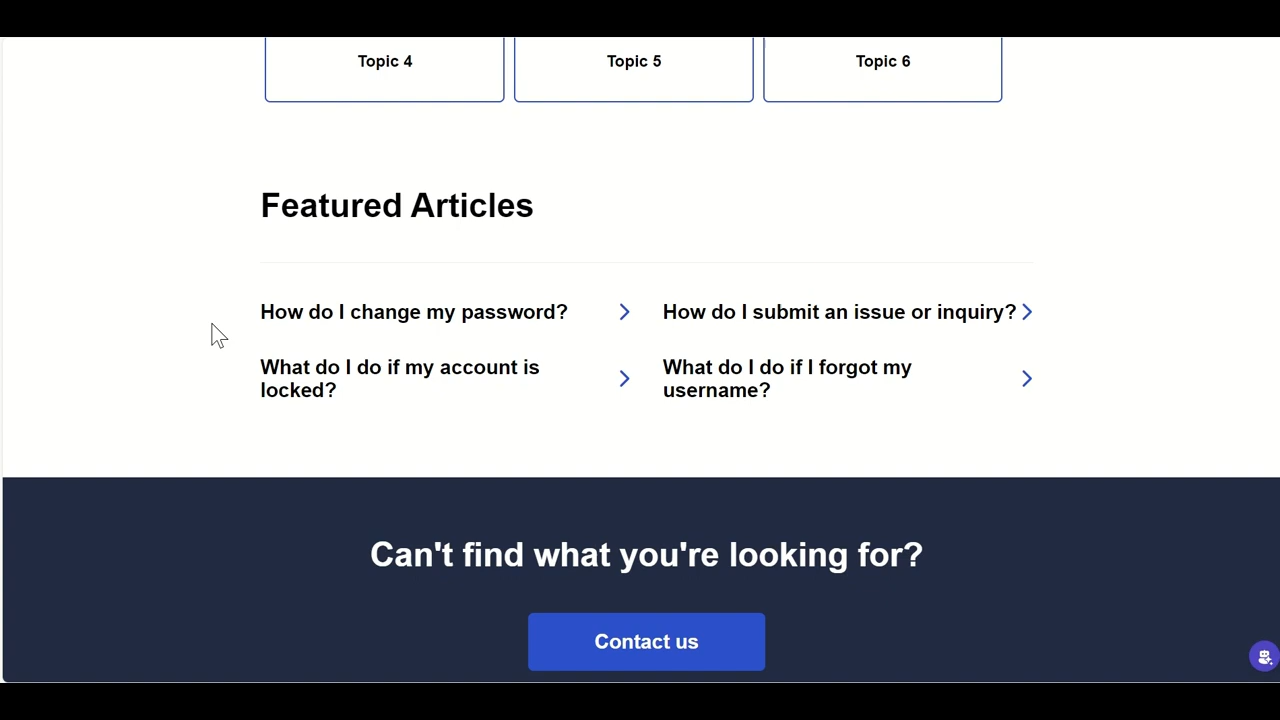 Topic 4
Topic 5
Topic 6
Featured Articles
How do I change my password?
How do I submit an issue or inquiry?
What do I do if my account is
locked?
What do I do if I forgot my
username?
Can't find what you're looking for?
Contact us